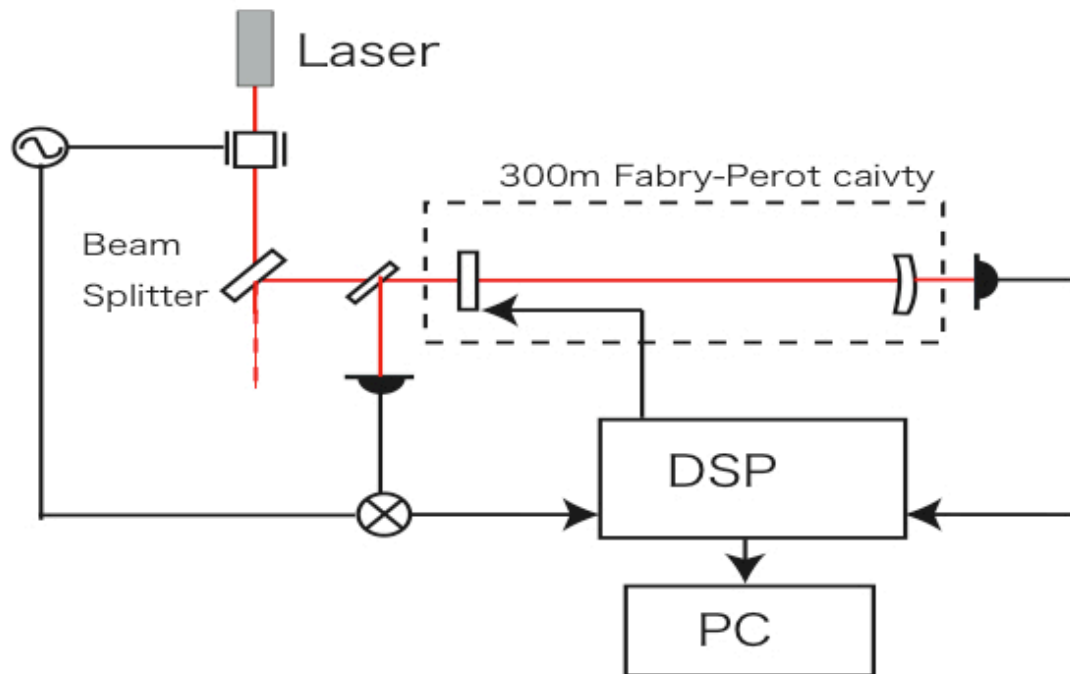 Laser
300m Fabry-Perot caivty
Beam
Splitter
DSP
PC